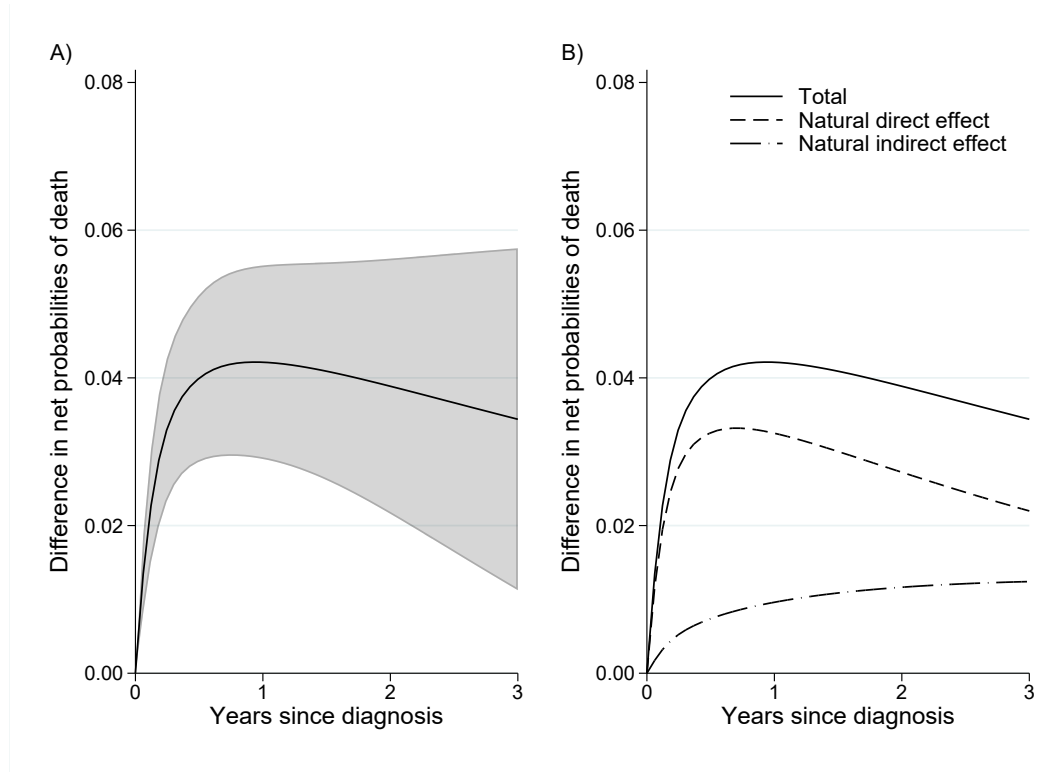 A)
Difference in net probabilities of death
0.08
0.06
0.04
0.02
0.00
0
1
2
3
Years since diagnosis
B)
Difference in net probabilities of death
0.08
0.06
0.04
0.02
0.00
Total
Natural direct effect
Natural indirect effect
0
1
2
3
Years since diagnosis